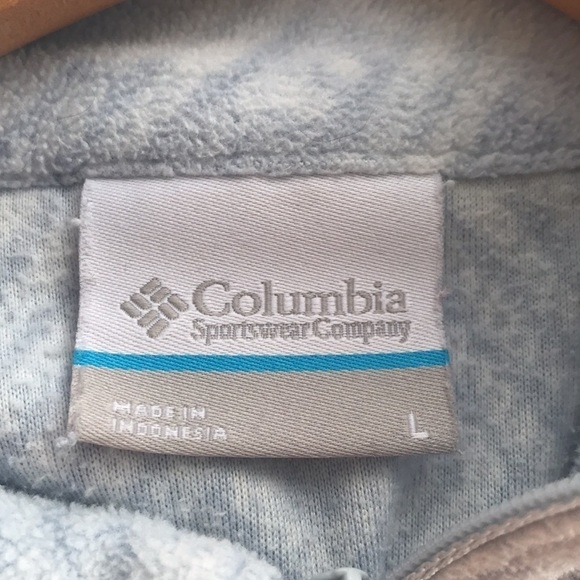 Columbia
Sportswear Company
MADE IN
INDONESIA
L